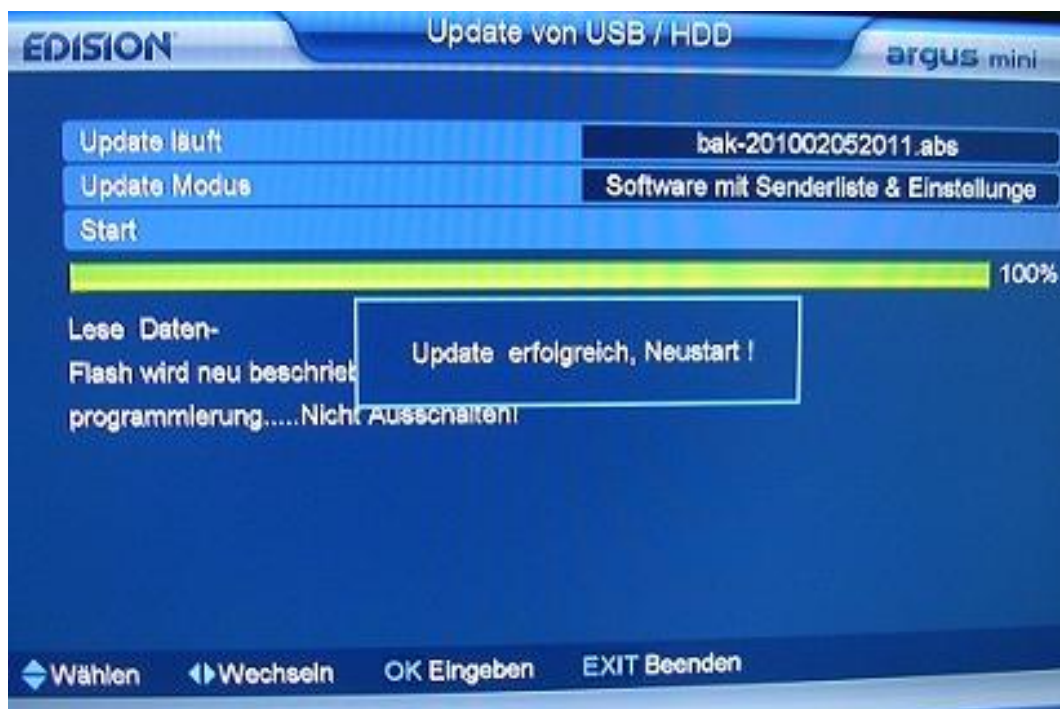 EDISION
Update von USB / HDD
argus mini
Update läuft
bak-201002052011.abs
Update Modus
Software mit Senderliste & Einstellunge
Start
100%
Lese Daten-
Flash wird neu beschrieb
Update erfolgreich, Neustart !
programmierung.....Nicht Ausschalten!
Wählen
Wechseln
OK Eingeben
EXIT Beenden